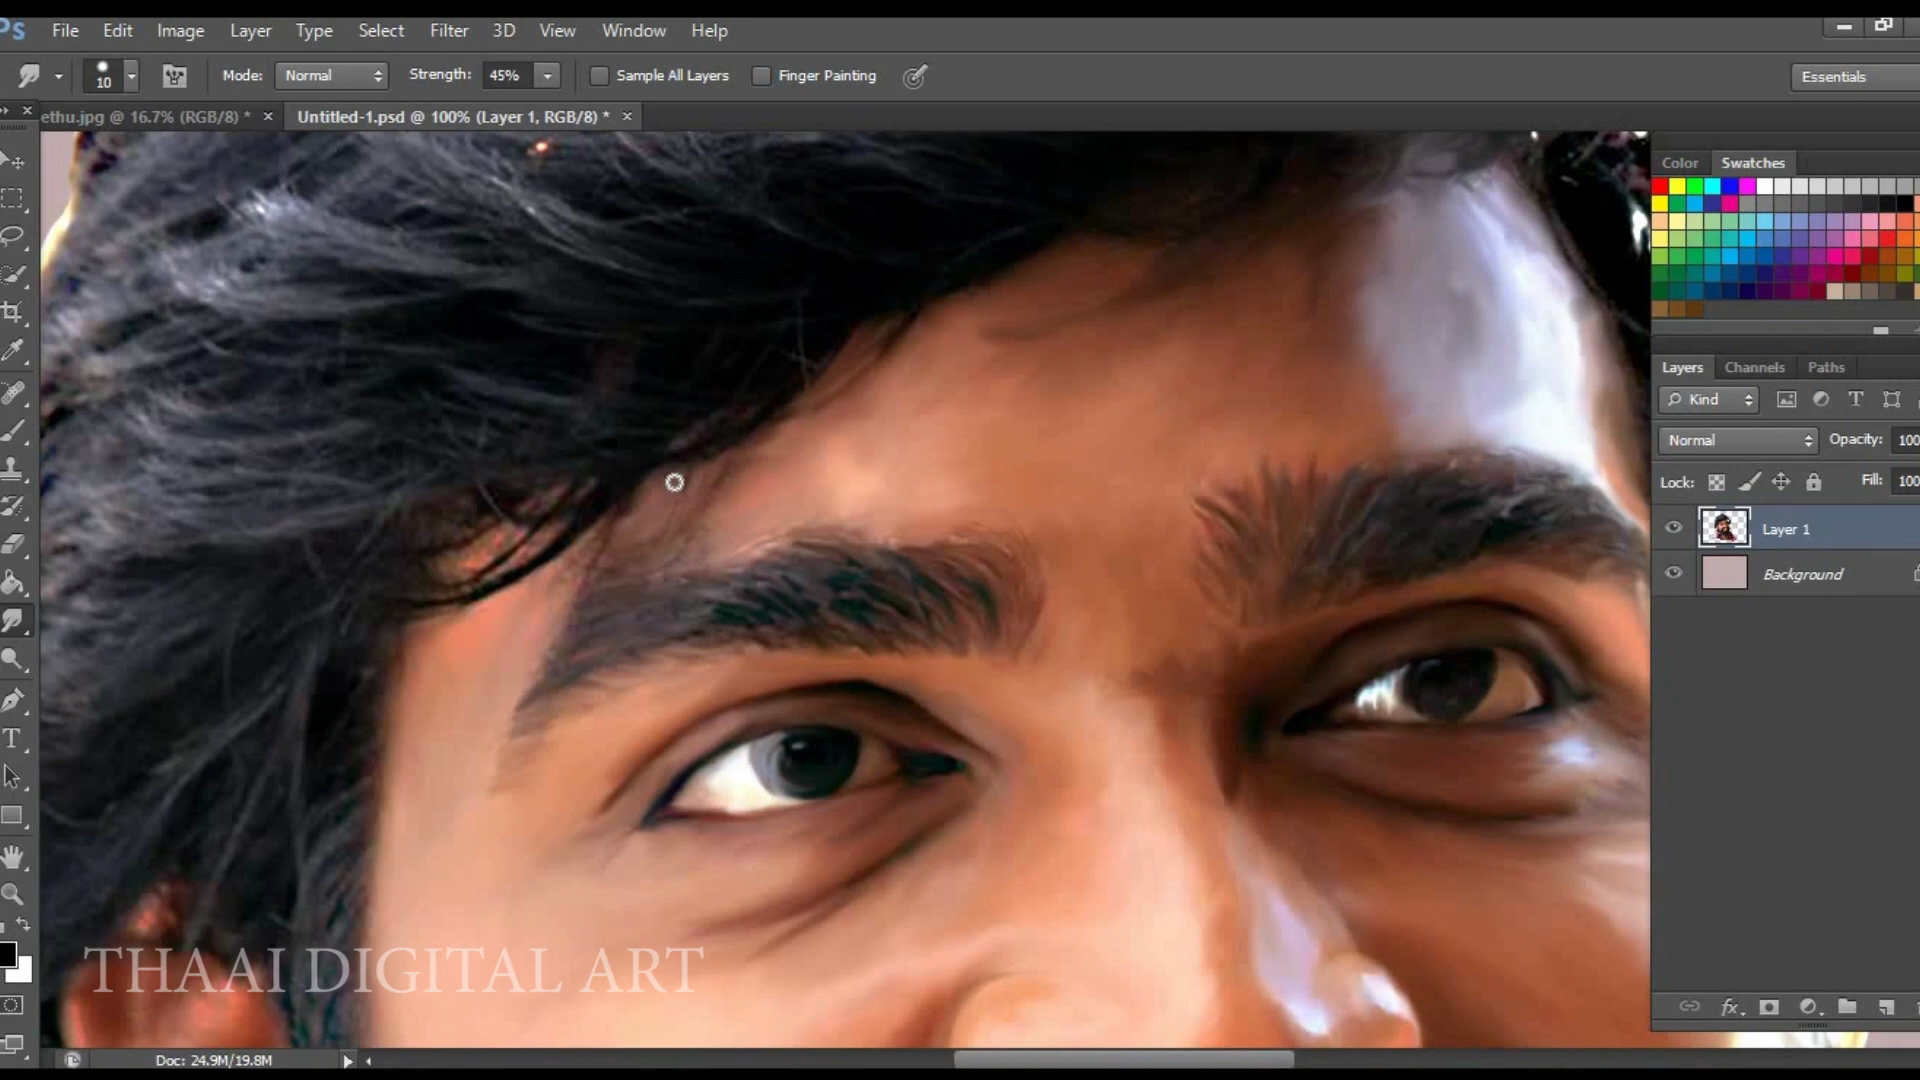 Ps File Edit Image Layer Type Select Filter 3D View Window Help
10 Mode: Normal Strength: 45% Sample All Layers Finger Painting Essentials
ethu.jpg @ 16.7% (RGB/8) * × Untitled-1.psd @ 100% (Layer 1, RGB/8) * ×
Color Swatches
Layers Channels Paths
Kind
Normal Opacity: 100
Lock: Fill: 100
Layer 1
Background
THAAI DIGITAL ART
Doc: 24.9M/19.8M